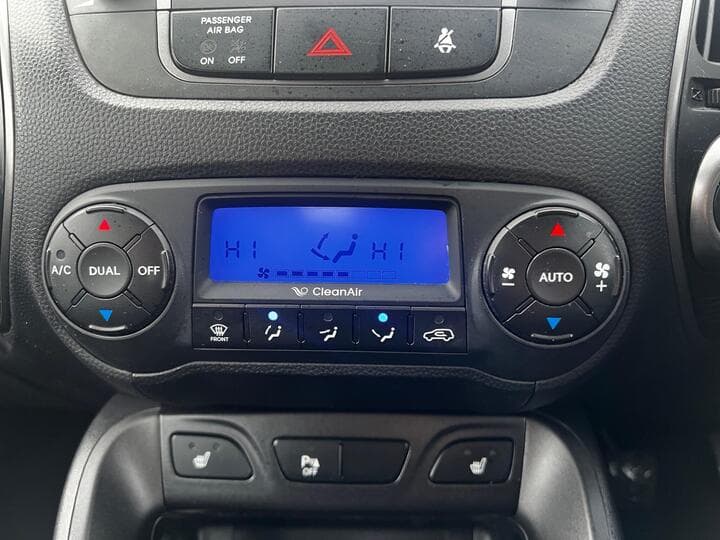 PASSENGER
AIR BAG
ON OFF
A/C DUAL OFF
HI HI
CleanAir
AUTO
- +
FRONT
P
OFF